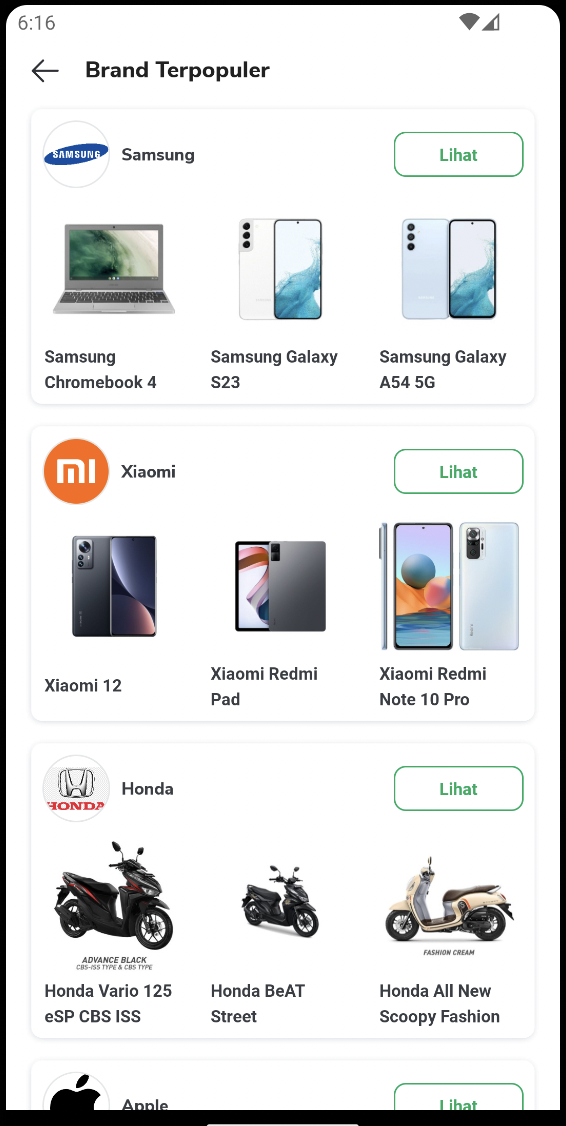 6:16
Brand Terpopuler
SAMSUNG
Samsung
Lihat
Samsung
Chromebook 4
Samsung Galaxy
S23
Samsung Galaxy
A54 5G
Xiaomi
Lihat
Xiaomi 12
Xiaomi Redmi
Pad
Xiaomi Redmi
Note 10 Pro
HONDA
Honda
Lihat
ADVANCE BLACK
CBS-ISS TYPE & CBS TYPE
FASHION CREAM
Honda Vario 125
eSP CBS ISS
Honda BeAT
Street
Honda All New
Scoopy Fashion
Apple
Lihat